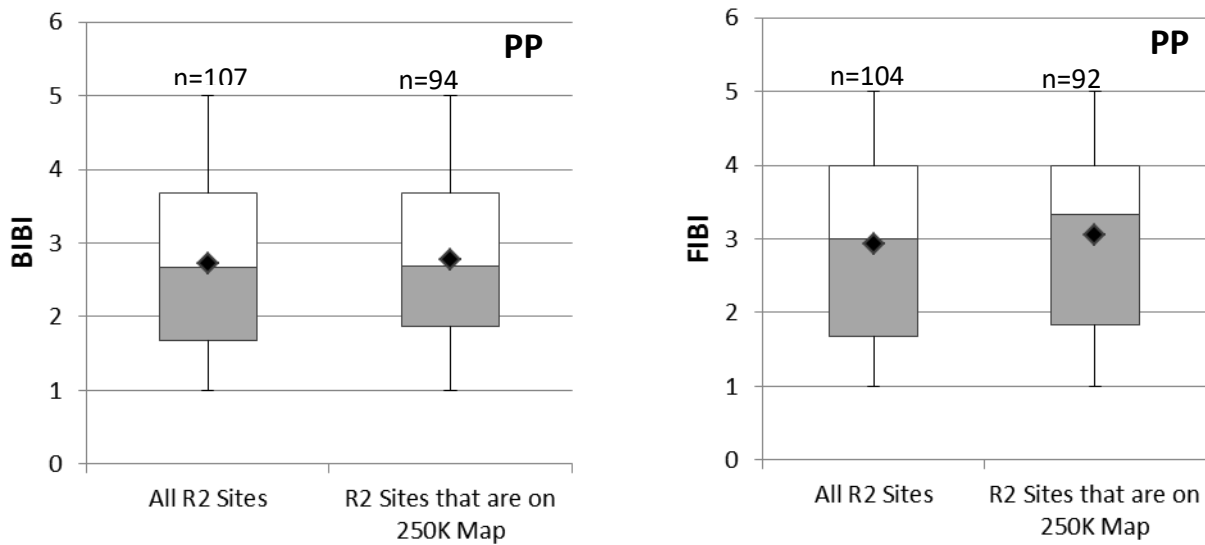 6
5
4
3
2
1
0
BIBI
PP
n=107
n=94
All R2 Sites
R2 Sites that are on
250K Map
6
5
4
3
2
1
0
FIBI
PP
n=104
n=92
All R2 Sites
R2 Sites that are on
250K Map